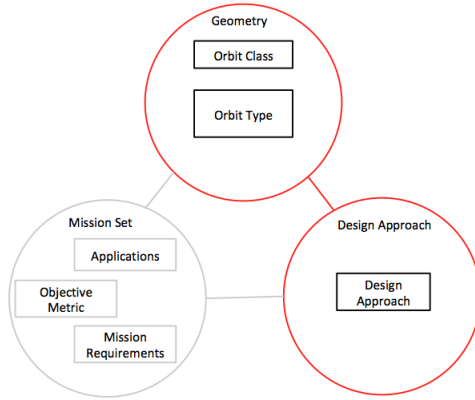 Geometry
Orbit Class
Orbit Type
Mission Set
Applications
Objective
Metric
Mission
Requirements
Design Approach
Design
Approach